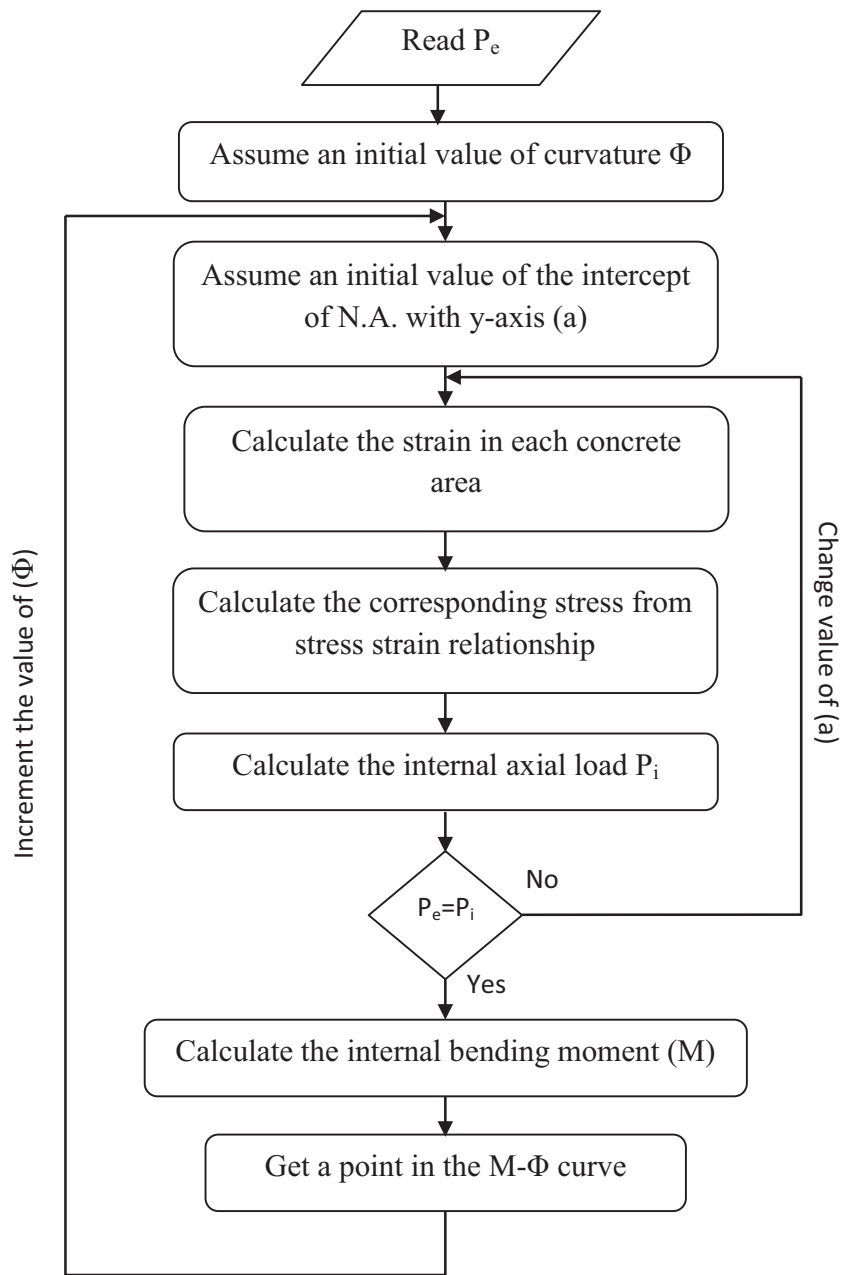 Read Pₑ
Assume an initial value of curvature Φ
Assume an initial value of the intercept
of N.A. with y-axis (a)
Calculate the strain in each concrete
area
Calculate the corresponding stress from
stress strain relationship
Calculate the internal axial load Pᵢ
Pₑ=Pᵢ
No
Yes
Calculate the internal bending moment (M)
Get a point in the M-Φ curve
Increment the value of (Φ)
Change value of (a)